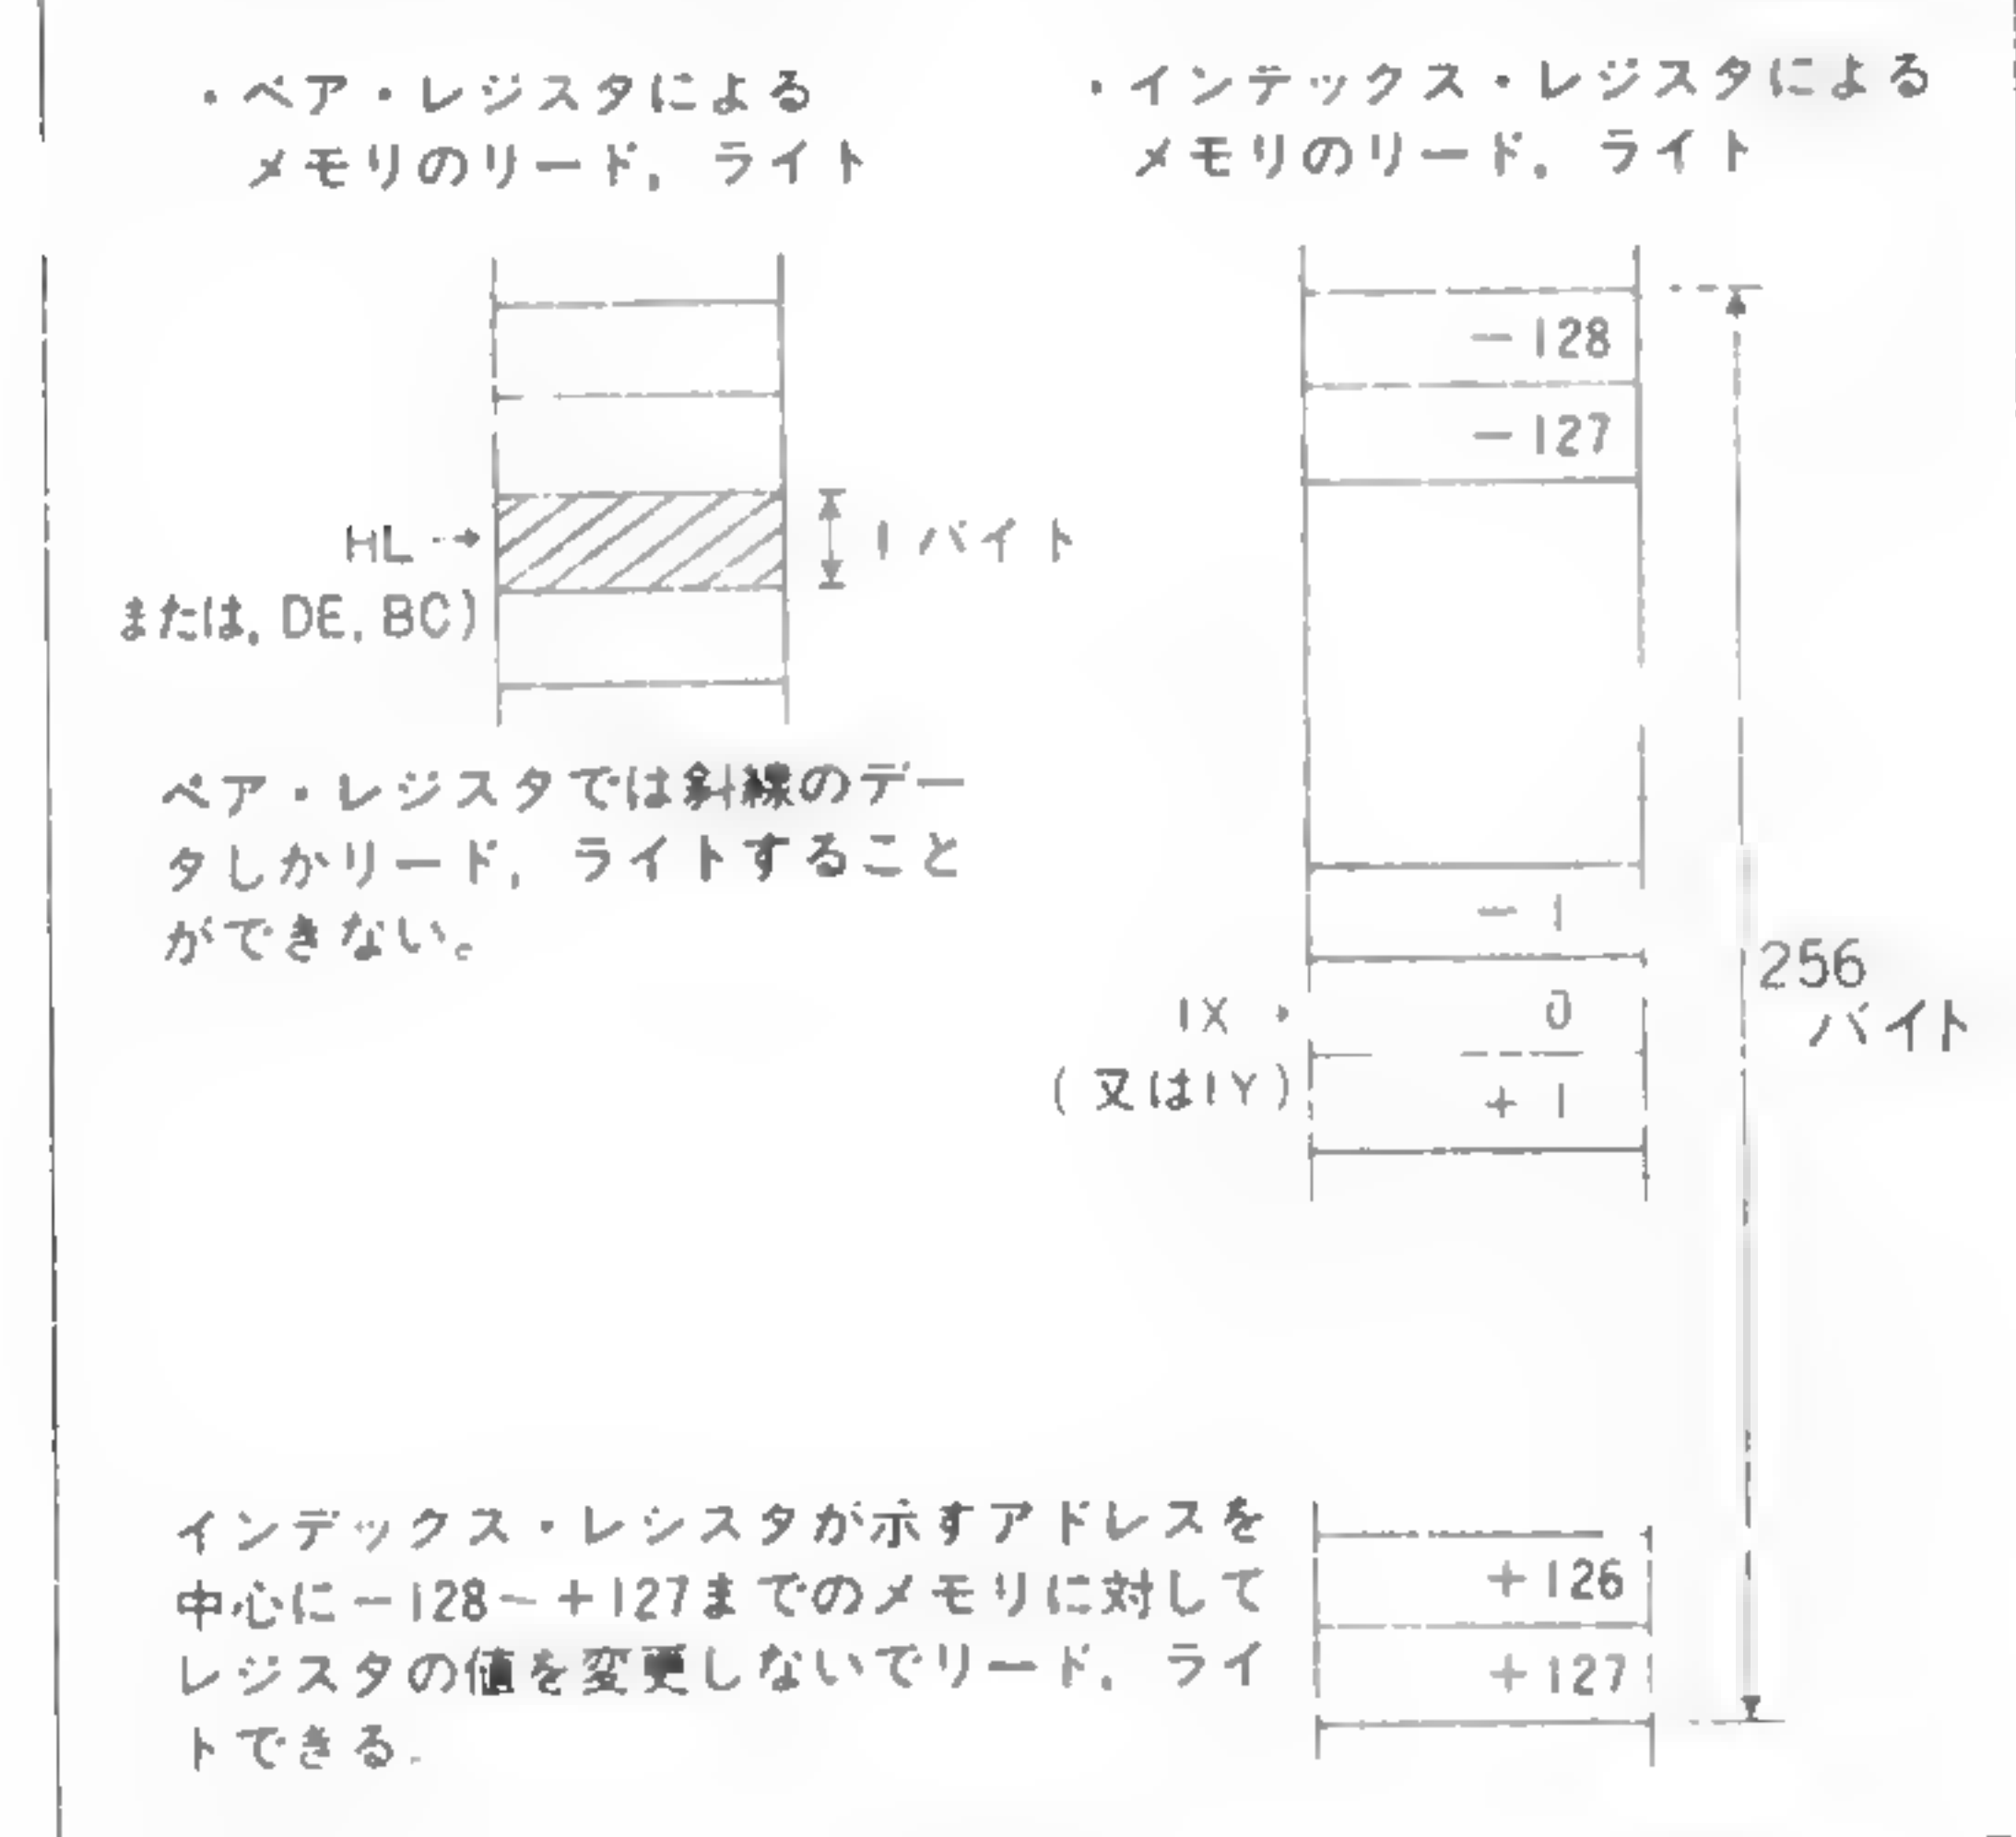 ・ペア・レジスタによる
メモリのリード，ライト
HL→
または，DE，BC)
1バイト
ペア・レジスタでは斜線のデー
タしかリード，ライトすること
ができない。
・インテックス・レジスタによる
メモリのリード，ライト
−128
−127
−1
IX
0
(又はIY)
+1
256
バイト
+126
+127
インデックス・レシスタが示すアドレスを
中心に−128～+127までのメモリに対して
レジスタの値を変更しないでリード，ライ
トできる。